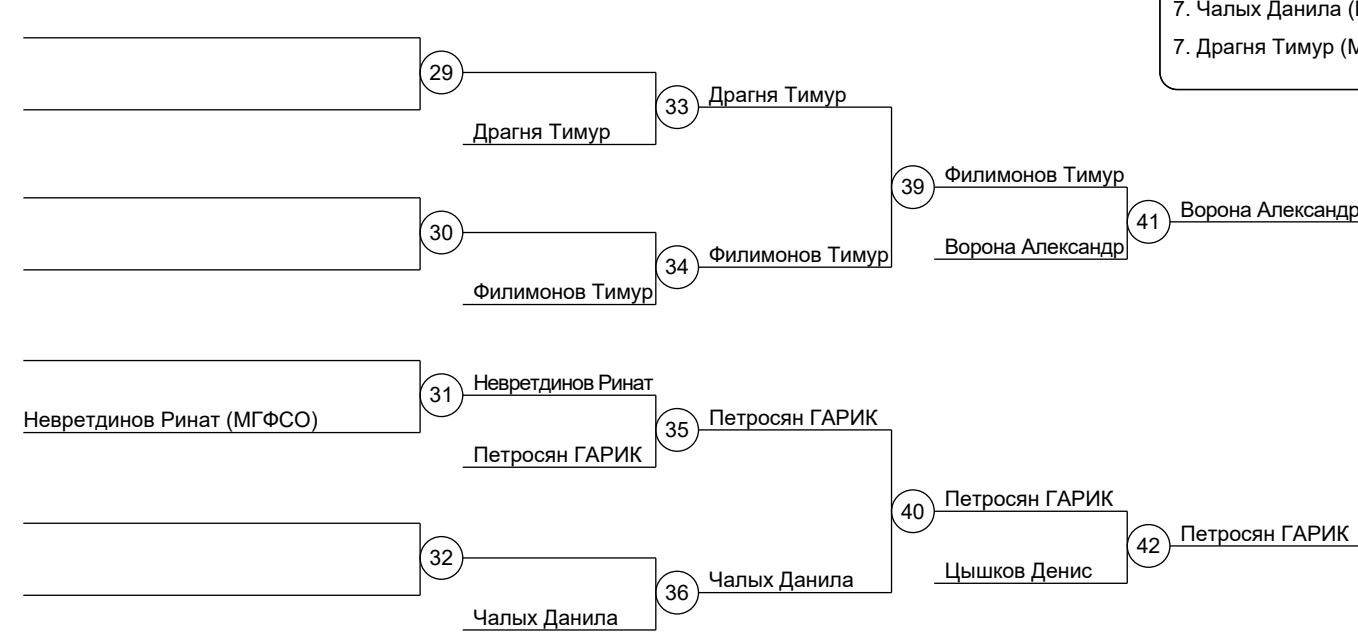 7. Чалых Данила (
7. Драгня Тимур (М
29
Драгня Тимур
33
Драгня Тимур
30
Филимонов Тимур
34
Филимонов Тимур
39
Филимонов Тимур
Ворона Александр
41
Ворона Александр
Невретдинов Ринат (МГФСО)
31
Невретдинов Ринат
Петросян ГАРИК
35
Петросян ГАРИК
32
Чалых Данила
36
Чалых Данила
40
Петросян ГАРИК
Цышков Денис
42
Петросян ГАРИК